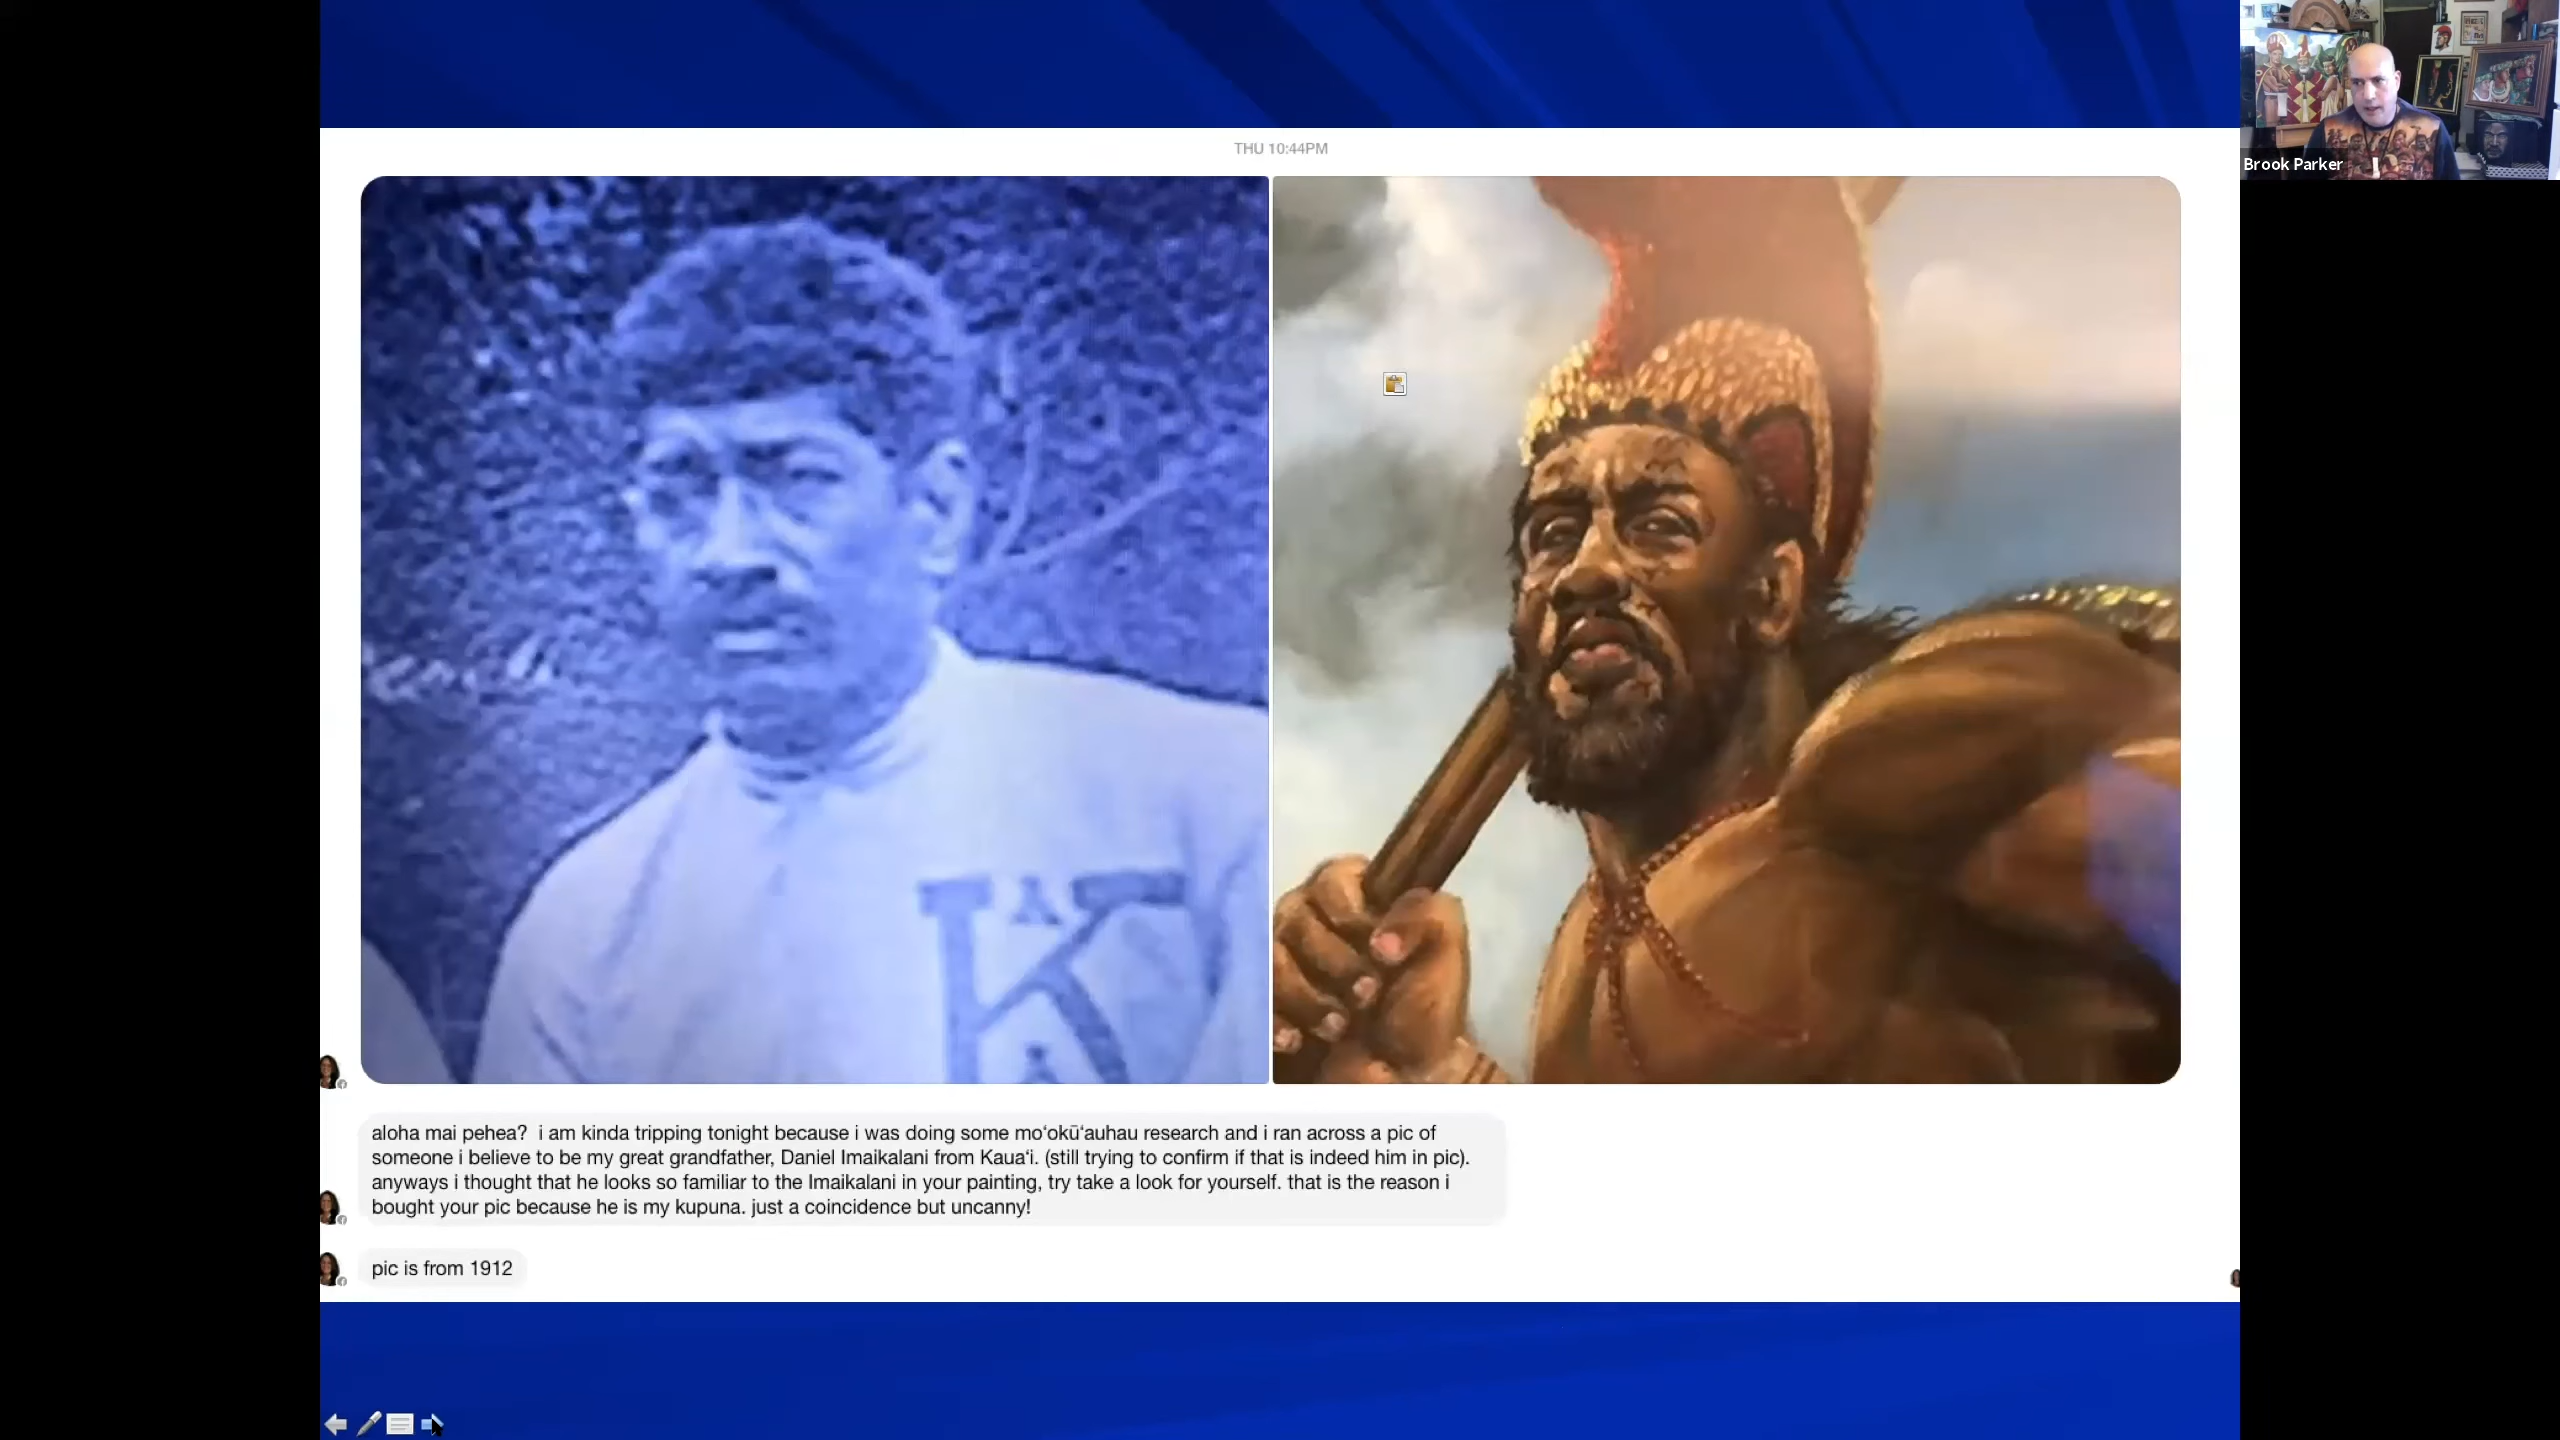 THU 10:44PM
Brook Parker
K
aloha mai pehea?  i am kinda tripping tonight because i was doing some moʻokūʻauhau research and i ran across a pic of
someone i believe to be my great grandfather, Daniel Imaikalani from Kauaʻi. (still trying to confirm if that is indeed him in pic).
anyways i thought that he looks so familiar to the Imaikalani in your painting, try take a look for yourself. that is the reason i
bought your pic because he is my kupuna. just a coincidence but uncanny!
pic is from 1912